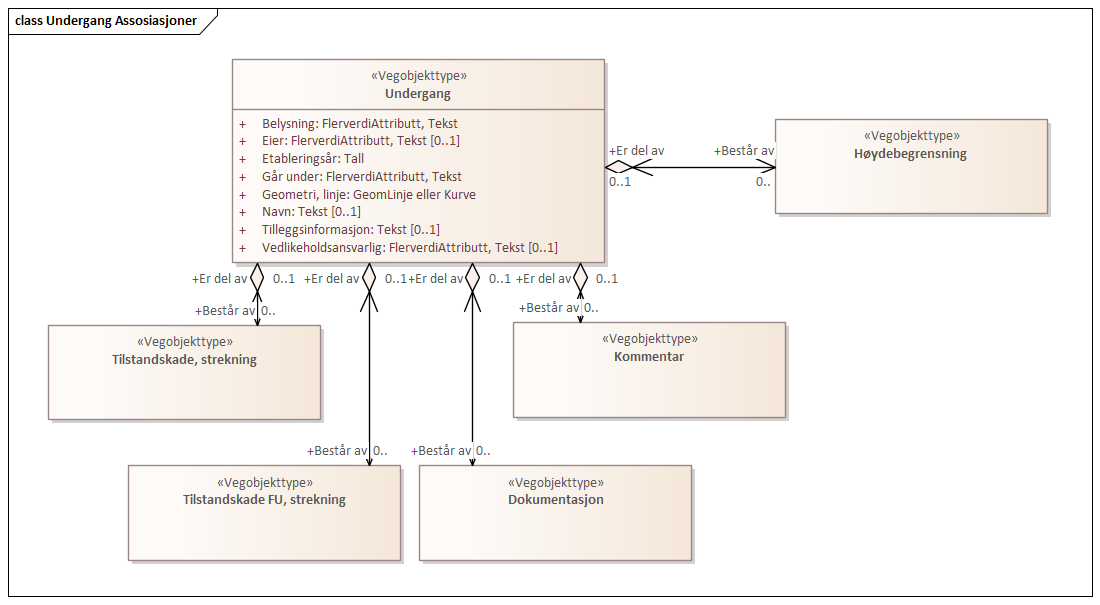 class Undergang Assosiasjoner
«Vegobjekttype»
Undergang
+ Belysning: FlerverdiAttributt, Tekst
+ Eier: FlerverdiAttributt, Tekst [0..1]
+ Etableringsår: Tall
+ Går under: FlerverdiAttributt, Tekst
+ Geometri, linje: GeomLinje eller Kurve
+ Navn: Tekst [0..1]
+ Tilleggsinformasjon: Tekst [0..1]
+ Vedlikeholdsansvarlig: FlerverdiAttributt, Tekst [0..1]
+Er del av
0..1
+Består av
0..
«Vegobjekttype»
Høydebegrensning
+Er del av 0..1
+Er del av 0..1
+Er del av 0..1
+Er del av 0..1
+Består av 0..
«Vegobjekttype»
Tilstandskade, strekning
+Består av 0..
«Vegobjekttype»
Kommentar
+Består av 0..
«Vegobjekttype»
Tilstandskade FU, strekning
+Består av 0..
«Vegobjekttype»
Dokumentasjon